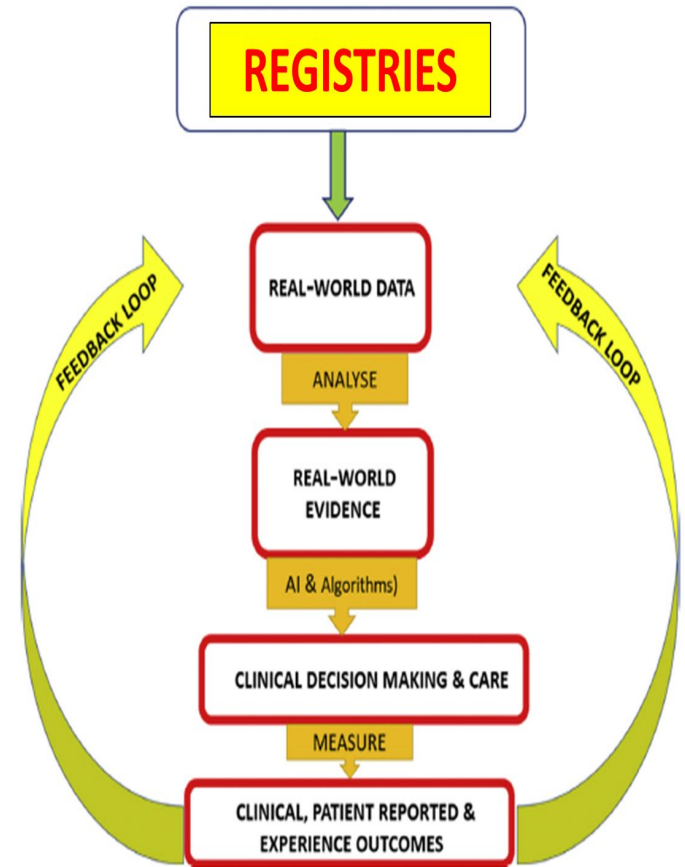 REGISTRIES
REAL-WORLD DATA
FEEDBACK LOOP
FEEDBACK LOOP
ANALYSE
REAL-WORLD
EVIDENCE
AI & Algorithms)
CLINICAL DECISION MAKING & CARE
MEASURE
CLINICAL, PATIENT REPORTED &
EXPERIENCE OUTCOMES